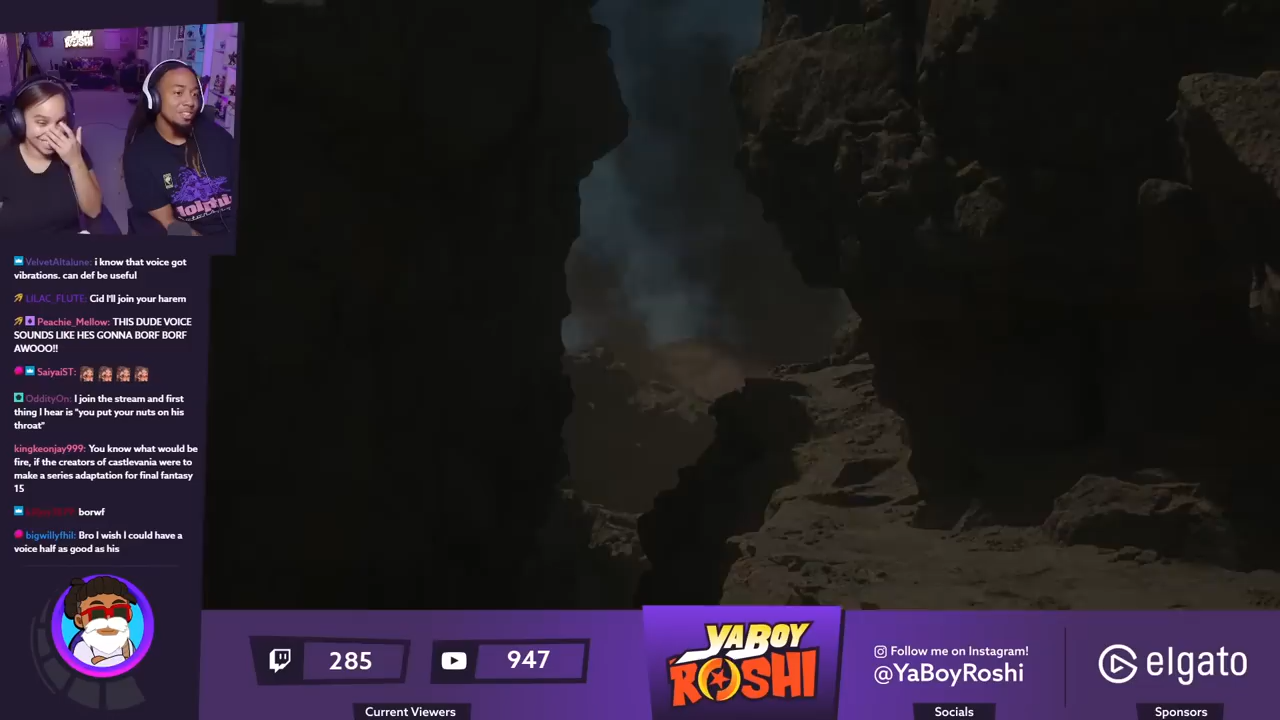 YABOY
ROSHI
VelvetAltalune: i know that voice got
vibrations. can def be useful
LILAC_FLUTE: Cid I'll join your harem
Peachie_Mellow: THIS DUDE VOICE
SOUNDS LIKE HES GONNA BORF BORF
AWOOO!!
SaiyaiST:
OddityOn: I join the stream and first
thing I hear is "you put your nuts on his
throat"
kingkeonjay999: You know what would be
fire, if the creators of castlevania were to
make a series adaptation for final fantasy
15
borwf
bigwillyfhil: Bro I wish I could have a
voice half as good as his
285
947
Current Viewers
YABOY
ROSHI
Follow me on Instagram!
@YaBoyRoshi
Socials
elgato
Sponsors